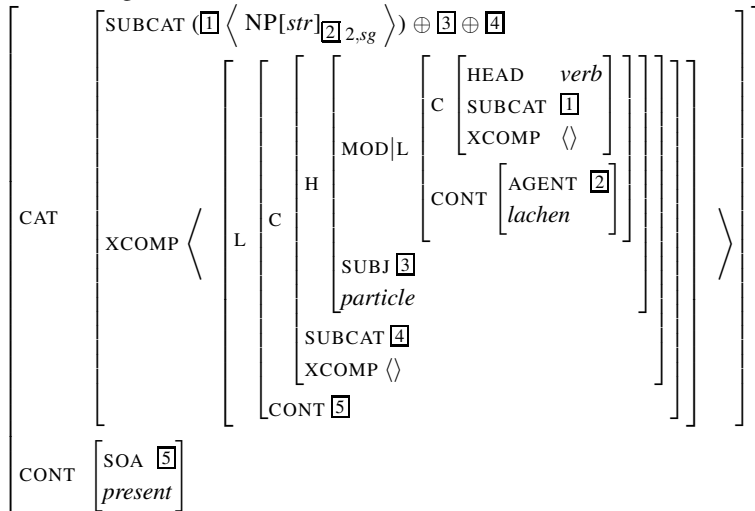 SUBCAT (1 ⟨ NP[str] 2 2,sg ⟩) ⊕ 3 ⊕ 4
HEAD verb
C SUBCAT 1
XCOMP ⟨⟩
MOD|L
H
CONT AGENT 2
lachen
CAT XCOMP ⟨ L C
SUBJ 3
particle
SUBCAT 4
XCOMP ⟨⟩
CONT 5 ⟩
CONT SOA 5
present